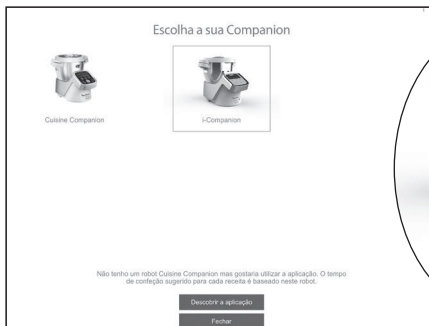 Escolha a sua Companion
Cuisine Companion
i-Companion
Não tenho um robot Cuisine Companion mas gostaria utilizar a aplicação. O tempo
de confeção sugerido para cada receita é baseado neste robot.
Descobrir a aplicação
Fechar